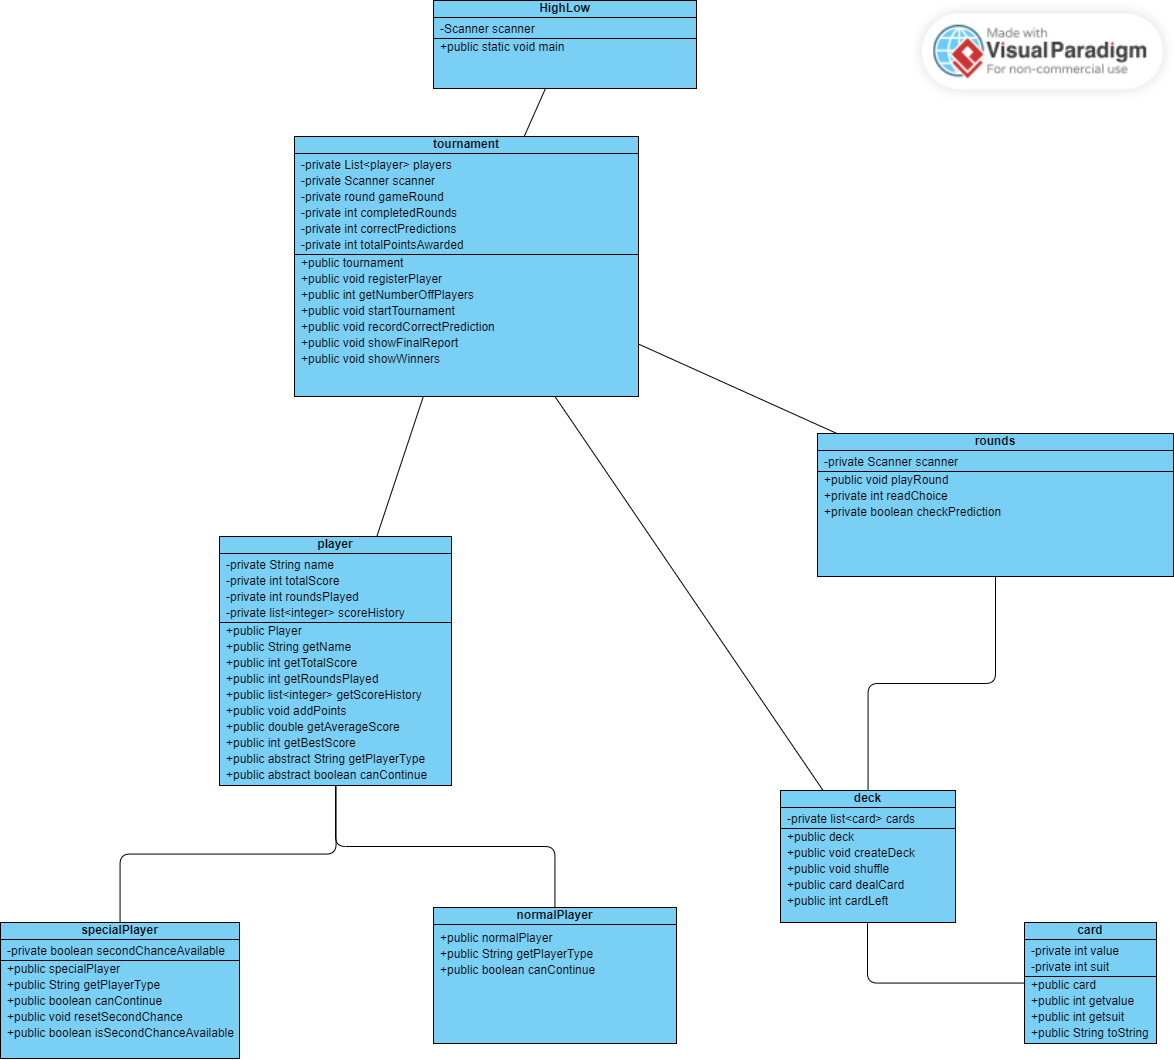 HighLow
-Scanner scanner
+public static void main
Made with
VisualParadigm
For non-commercial use
tournament
-private List<player> players
-private Scanner scanner
-private round gameRound
-private int completedRounds
-private int correctPredictions
-private int totalPointsAwarded
+public tournament
+public void registerPlayer
+public int getNumberOffPlayers
+public void startTournament
+public void recordCorrectPrediction
+public void showFinalReport
+public void showWinners
rounds
-private Scanner scanner
+public void playRound
+private int readChoice
+private boolean checkPrediction
player
-private String name
-private int totalScore
-private int roundsPlayed
-private list<integer> scoreHistory
+public Player
+public String getName
+public int getTotalScore
+public int getRoundsPlayed
+public list<integer> getScoreHistory
+public void addPoints
+public double getAverageScore
+public int getBestScore
+public abstract String getPlayerType
+public abstract boolean canContinue
deck
-private list<card> cards
+public deck
+public void createDeck
+public void shuffle
+public card dealCard
+public int cardLeft
specialPlayer
-private boolean secondChanceAvailable
+public specialPlayer
+public String getPlayerType
+public boolean canContinue
+public void resetSecondChance
+public boolean isSecondChanceAvailable
normalPlayer
+public normalPlayer
+public String getPlayerType
+public boolean canContinue
card
-private int value
-private int suit
+public card
+public int getvalue
+public int getsuit
+public String toString